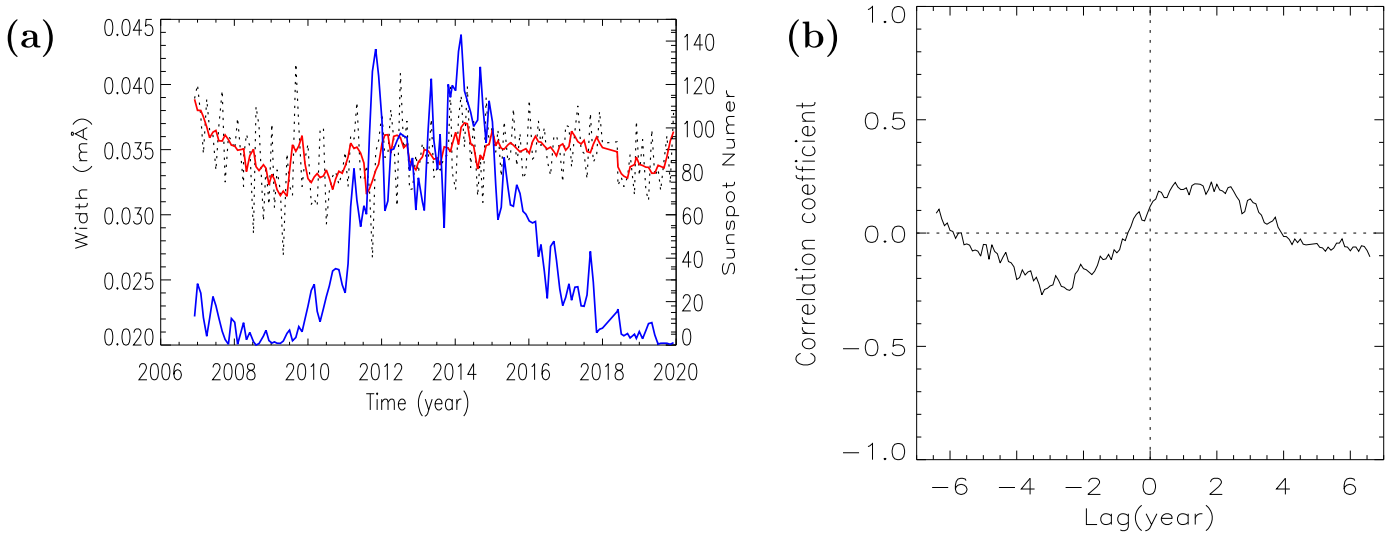 (a)
0.045
0.040
0.035
0.030
0.025
0.020
Width (mÅ)
140
120
100
80
60
40
20
0
Sunspot Numer
2006 2008 2010 2012 2014 2016 2018 2020
Time (year)
(b)
1.0
0.5
0.0
−0.5
−1.0
Correlation coefficient
−6 −4 −2 0 2 4 6
Lag(year)